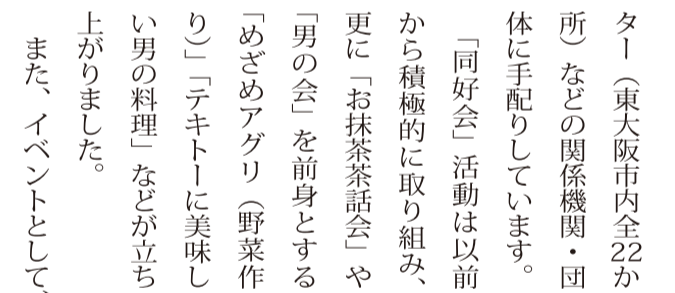 ター（東大阪市内全22か
所）などの関係機関・団
体に手配りしています。
「同好会」活動は以前
から積極的に取り組み、
更に「お抹茶茶話会」や
「男の会」を前身とする
「めざめアグリ（野菜作
り）」「テキトーに美味し
い男の料理」などが立ち
上がりました。
また、イベントとして、